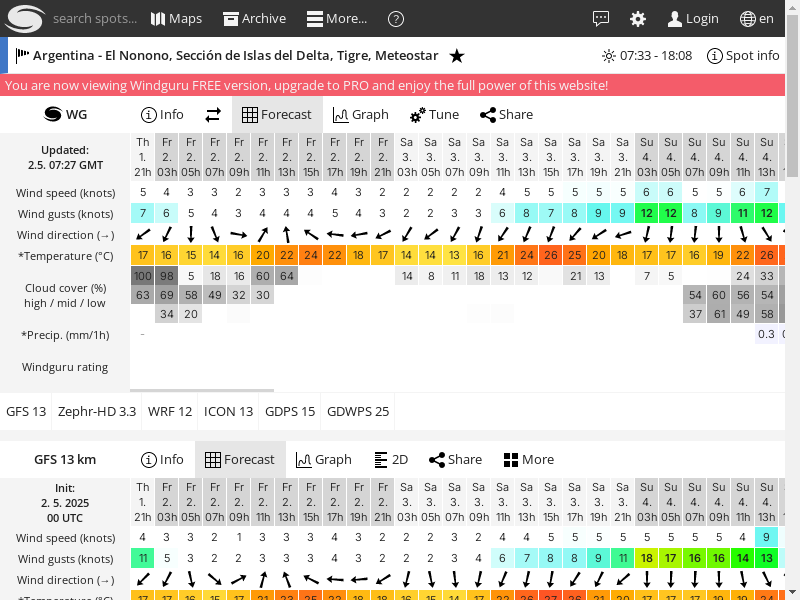 search spots... Maps Archive More... ? Login en
Argentina - El Nonono, Sección de Islas del Delta, Tigre, Meteostar ★ 07:33 - 18:08 Spot info
You are now viewing Windguru FREE version, upgrade to PRO and enjoy the full power of this website!
WG Info Forecast Graph Tune Share
Updated:
2.5. 07:27 GMT
Th Fr Fr Fr Fr Fr Fr Fr Fr Fr Fr Sa Sa Sa Sa Sa Sa Sa Sa Sa Sa Su Su Su Su Su Su
1. 2. 2. 2. 2. 2. 2. 2. 2. 2. 2. 3. 3. 3. 3. 3. 3. 3. 3. 3. 3. 4. 4. 4. 4. 4. 4.
21h 03h 05h 07h 09h 11h 13h 15h 17h 19h 21h 03h 05h 07h 09h 11h 13h 15h 17h 19h 21h 03h 05h 07h 09h 11h 13h
Wind speed (knots) 5 4 3 3 2 3 3 3 4 3 2 2 2 2 2 4 5 5 5 5 5 6 6 5 5 6 7
Wind gusts (knots) 7 6 5 4 3 4 4 4 5 4 3 2 2 3 3 6 8 7 8 9 9 12 12 8 9 11 12
Wind direction (→)
*Temperature (°C) 17 16 15 14 16 20 22 24 22 18 17 14 14 13 16 21 24 26 25 20 18 17 17 16 19 22 26
Cloud cover (%)
high / mid / low
100 98 5 18 16 60 64 14 8 11 18 13 12 21 13 7 5 24 33
63 69 58 49 32 30 54 60 56 54
34 20 37 61 49 58
*Precip. (mm/1h) - 0.3
Windguru rating
GFS 13 Zephr-HD 3.3 WRF 12 ICON 13 GDPS 15 GDWPS 25
GFS 13 km Info Forecast Graph 2D Share More
Init:
2. 5. 2025
00 UTC
Th Fr Fr Fr Fr Fr Fr Fr Fr Fr Fr Sa Sa Sa Sa Sa Sa Sa Sa Sa Sa Su Su Su Su Su Su
1. 2. 2. 2. 2. 2. 2. 2. 2. 2. 2. 3. 3. 3. 3. 3. 3. 3. 3. 3. 3. 4. 4. 4. 4. 4. 4.
21h 03h 05h 07h 09h 11h 13h 15h 17h 19h 21h 03h 05h 07h 09h 11h 13h 15h 17h 19h 21h 03h 05h 07h 09h 11h 13h
Wind speed (knots) 4 3 3 2 1 3 3 3 4 3 2 2 2 3 2 4 4 5 5 5 5 5 5 5 5 4 9
Wind gusts (knots) 11 5 3 2 2 3 3 3 4 3 2 2 2 3 4 6 7 8 8 9 11 18 17 16 16 14 13
Wind direction (→)
*Temperature (°C)